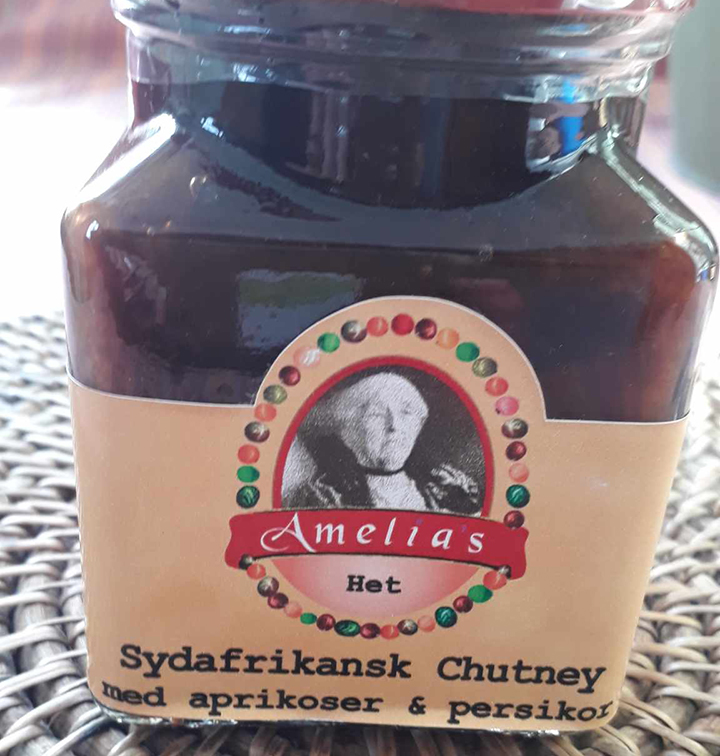 Amelia's
Het
Sydafrikansk Chutney
med aprikoser & persikor